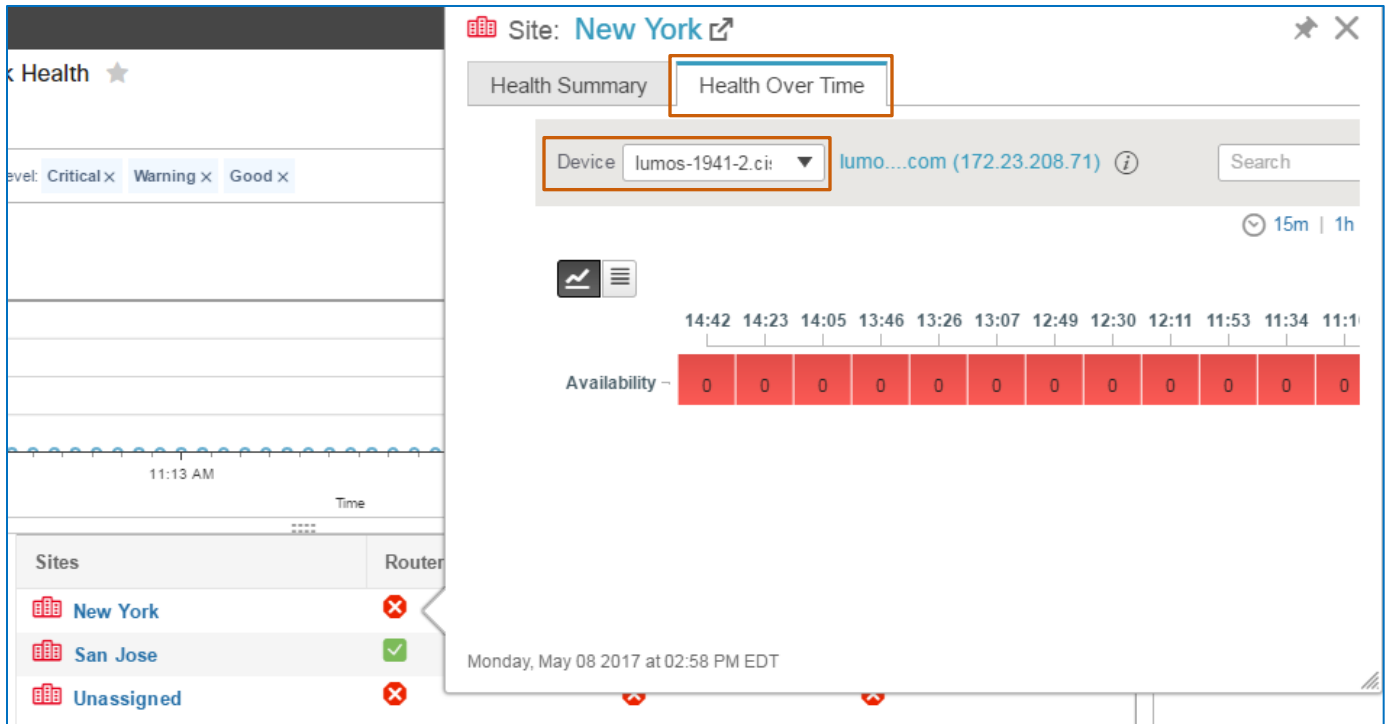 Site: New York
k Health
Health Summary
Health Over Time
Device lumos-1941-2.ci lumo....com (172.23.208.71) i Search
evel: Critical × Warning × Good ×
15m | 1h
14:42 14:23 14:05 13:46 13:26 13:07 12:49 12:30 12:11 11:53 11:34 11:1
Availability 0 0 0 0 0 0 0 0 0 0 0 0
11:13 AM
Time
Sites Router
New York
San Jose
Unassigned
Monday, May 08 2017 at 02:58 PM EDT